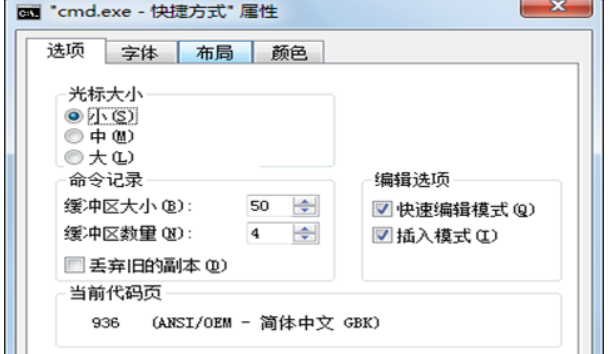 "cmd.exe - 快捷方式" 属性
选项 字体 布局 颜色
光标大小
小(S)
中(M)
大(L)
命令记录
缓冲区大小(B): 50
缓冲区数量(N): 4
丢弃旧的副本(D)
编辑选项
快速编辑模式(Q)
插入模式(I)
当前代码页
936 (ANSI/OEM - 简体中文 GBK)